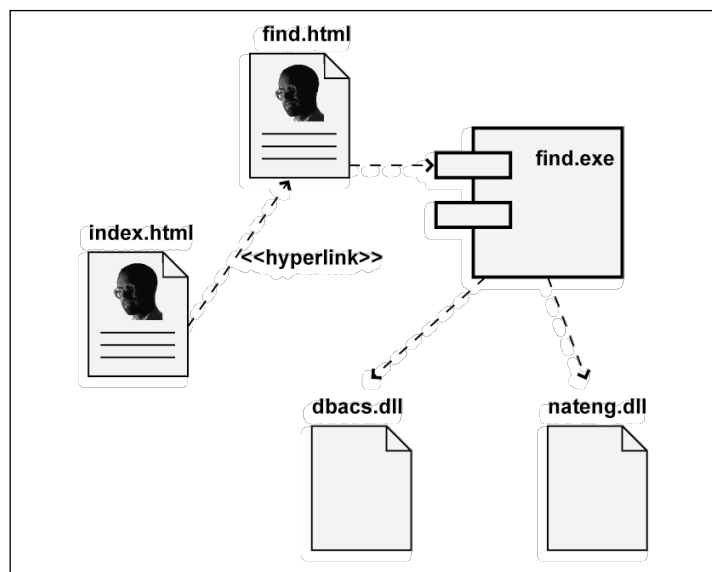 find.html
find.exe
index.html
<<hyperlink>>
dbacs.dll
nateng.dll